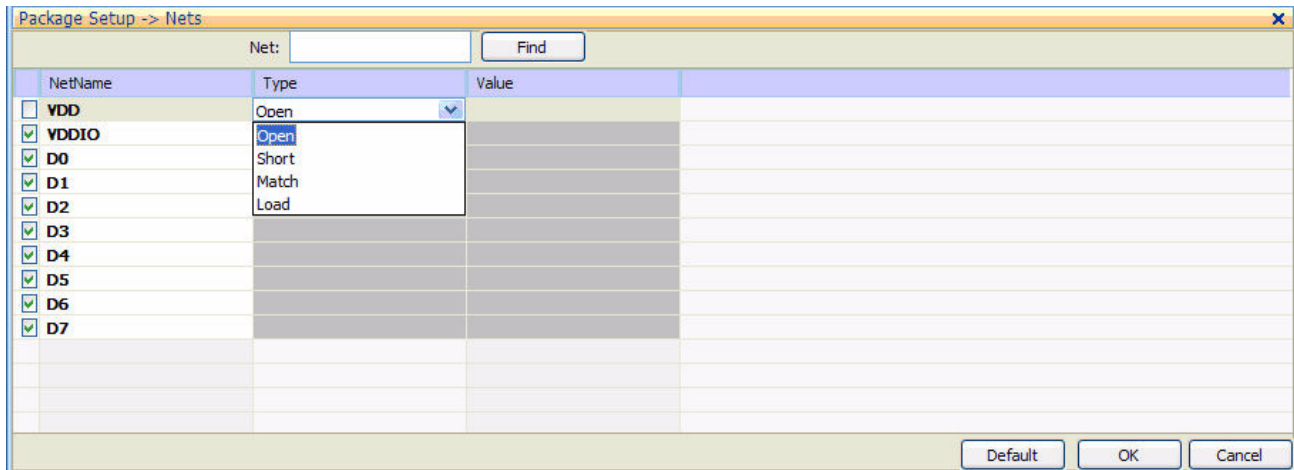 Package Setup -> Nets
Net: Find
NetName Type Value
VDD Open
VDDIO Open
D0 Short
D1 Match
D2 Load
D3
D4
D5
D6
D7
Default OK Cancel